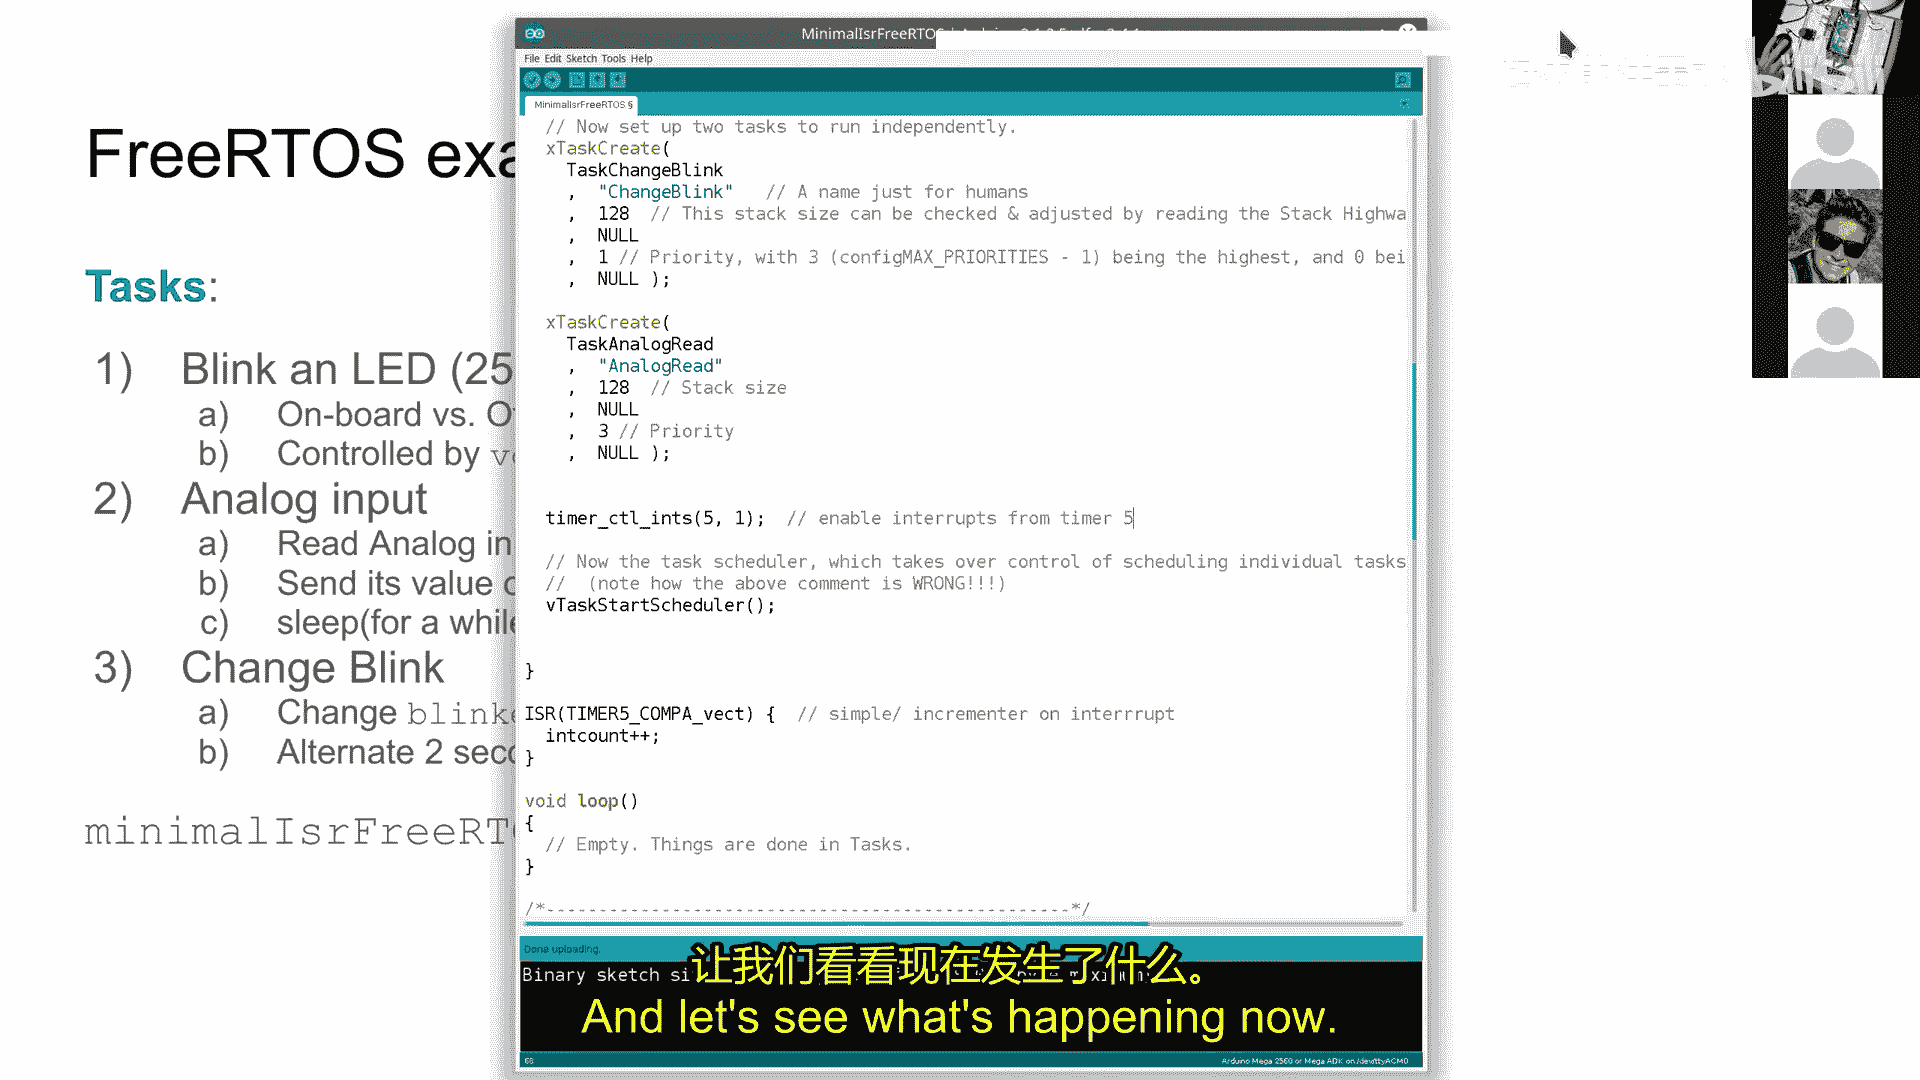 MinimalIsrFreeRTOS
File Edit Sketch Tools Help
MinimalIsrFreeRTOS §
FreeRTOS
Tasks:
1) Blink an LED (25
a) On-board vs.
b) Controlled by
2) Analog input
a) Read Analog
b) Send its value
c) sleep(for a
3) Change Blink
a) Change
b) Alternate 2
// Now set up two tasks to run independently.
xTaskCreate(
TaskChangeBlink
, "ChangeBlink" // A name just for humans
, 128 // This stack size can be checked & adjusted by reading the Stack Highwa
, NULL
, 1 // Priority, with 3 (configMAX_PRIORITIES - 1) being the highest, and 0 bei
, NULL );
xTaskCreate(
TaskAnalogRead
, "AnalogRead"
, 128 // Stack size
, NULL
, 3 // Priority
, NULL );
timer_ctl_ints(5, 1); // enable interrupts from timer 5
// Now the task scheduler, which takes over control of scheduling individual tasks
// (note how the above comment is WRONG!!!)
vTaskStartScheduler();
}
ISR(TIMER5_COMPA_vect) { // simple/ incrementer on interrrupt
intcount++;
}
void loop()
{
// Empty. Things are done in Tasks.
}
/*--------------------------------------------------*/
Done uploading.
Binary sketch
让我们看看现在发生了什么。
And let's see what's happening now.
68
Arduino Mega 2560 or Mega ADK on /dev/ttyACM0